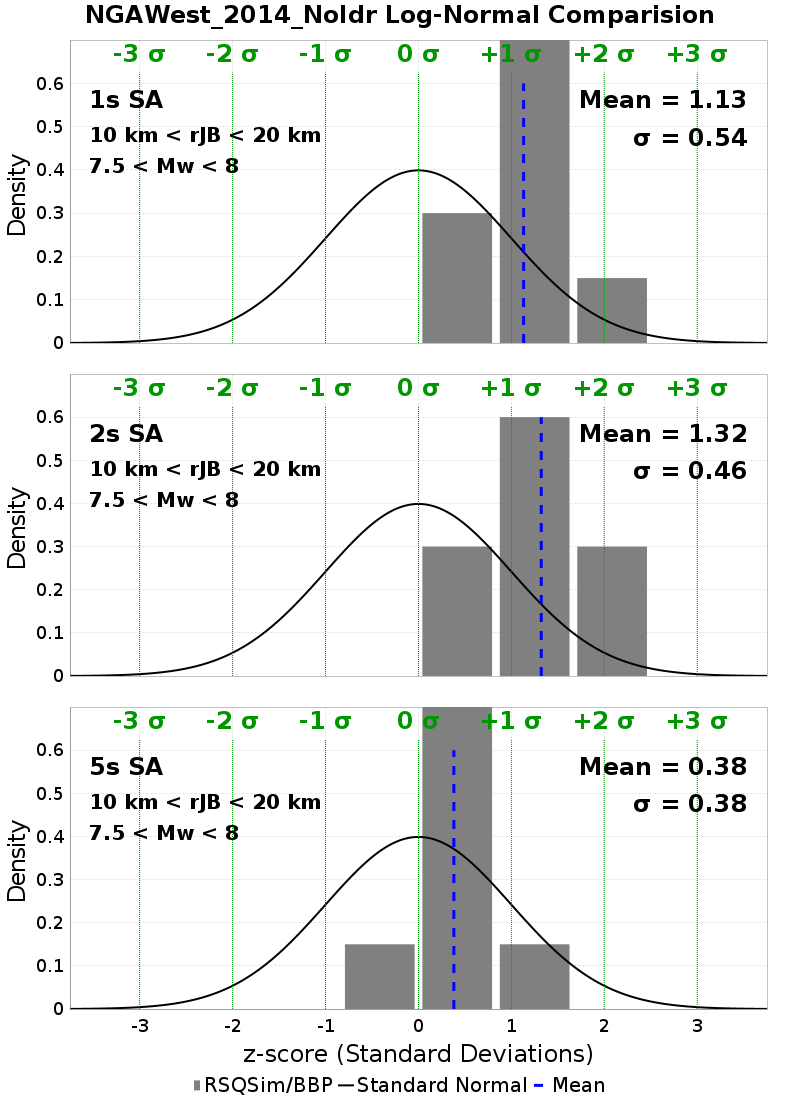 NGAWest_2014_NoIdr Log-Normal Comparision
-3 σ -2 σ -1 σ 0 σ +1 σ +2 σ +3 σ
1s SA
10 km < rJB < 20 km
7.5 < Mw < 8
Mean = 1.13
σ = 0.54
Density
0.6
0.5
0.4
0.3
0.2
0.1
0
-3 σ -2 σ -1 σ 0 σ +1 σ +2 σ +3 σ
2s SA
10 km < rJB < 20 km
7.5 < Mw < 8
Mean = 1.32
σ = 0.46
Density
0.6
0.5
0.4
0.3
0.2
0.1
0
-3 σ -2 σ -1 σ 0 σ +1 σ +2 σ +3 σ
5s SA
10 km < rJB < 20 km
7.5 < Mw < 8
Mean = 0.38
σ = 0.38
Density
0.6
0.5
0.4
0.3
0.2
0.1
0
-3 -2 -1 0 1 2 3
z-score (Standard Deviations)
RSQSim/BBP Standard Normal Mean